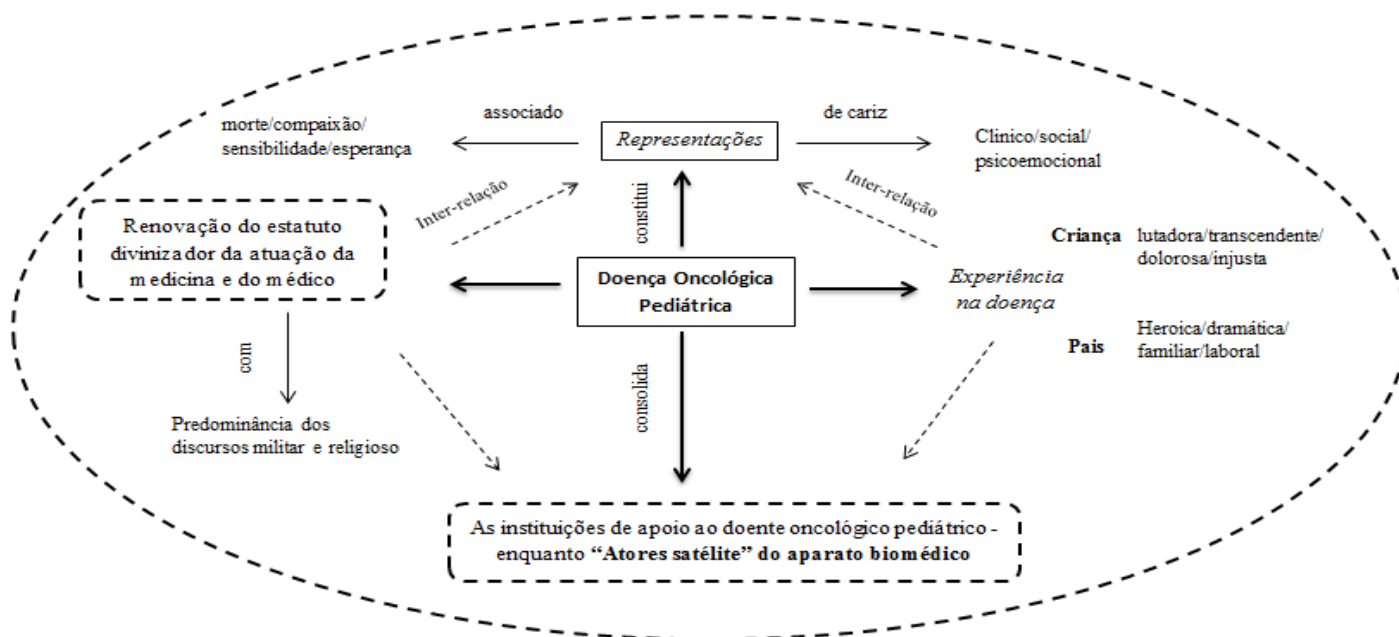 associado
de cariz
morte/compaixão/
sensibilidade/esperança
Representações
Clinico/social/
psicoemocional
Inter-relação
constitui
Inter-relação
Renovação do estatuto
divinizador da atuação da
medicina e do médico
Doença Oncológica
Pediátrica
Experiência
na doença
Criança lutadora/transcendente/
dolorosa/injusta
Pais Heroica/dramática/
familiar/laboral
com
consolida
Predominância dos
discursos militar e religioso
As instituições de apoio ao doente oncológico pediátrico -
enquanto “Atores satélite” do aparato biomédico